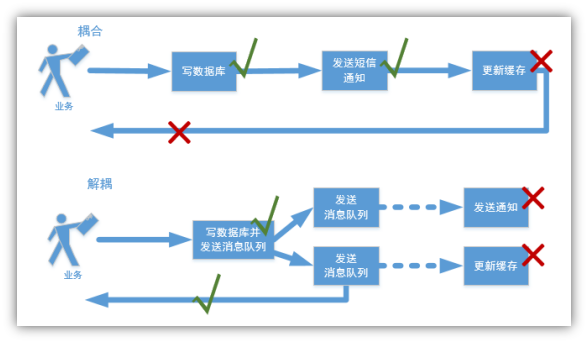 耦合
业务
写数据库
发送短信
通知
更新缓存
解耦
业务
写数据库并
发送消息队列
发送
消息队列
发送通知
发送
消息队列
更新缓存